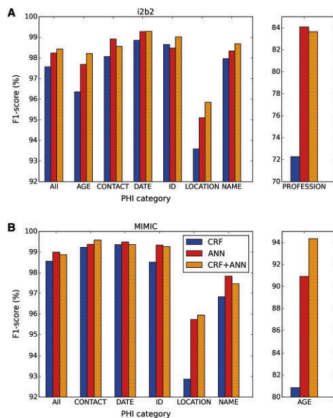 A
i2b2
F1-score (%)
100
99
98
97
96
95
94
93
92
All AGE CONTACT DATE ID LOCATION NAME
PHI category
86
84
82
80
78
76
74
72
70
PROFESSION
B
MIMIC
F1-score (%)
100
99
98
97
96
95
94
93
92
CRF
ANN
CRF+ANN
All CONTACT DATE ID LOCATION NAME
PHI category
96
94
92
90
88
86
84
82
80
AGE